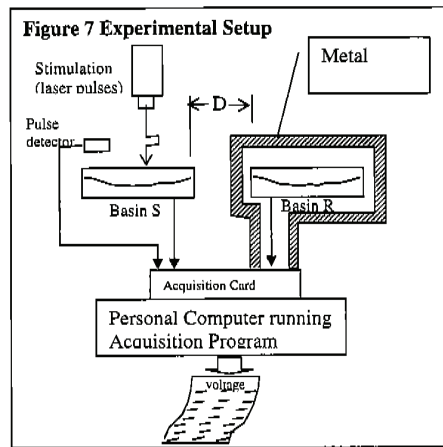 Figure 7 Experimental Setup
Stimulation
(laser pulses)
Metal
D
Pulse
detector
Basin S
Basin R
Acquisition Card
Personal Computer running
Acquisition Program
voltage